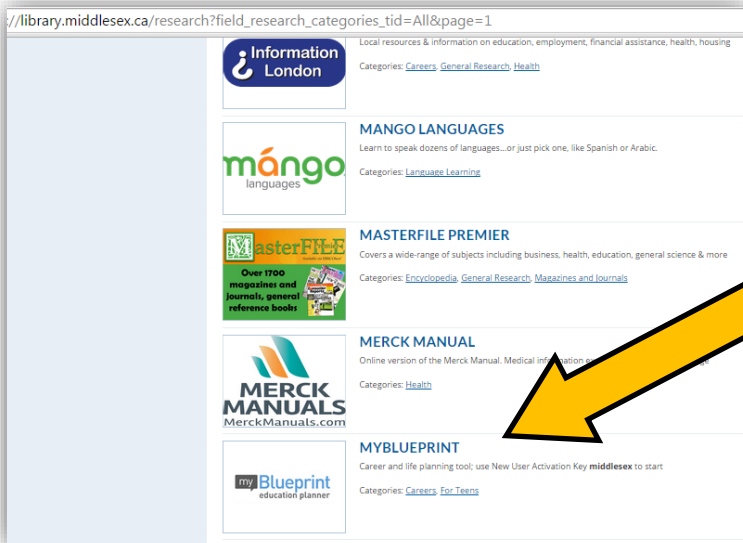 ://library.middlesex.ca/research?field_research_categories_tid=All&page=1
Information
London
Local resources & information on education, employment, financial assistance, health, housing
Categories: Careers, General Research, Health
mango
languages
MANGO LANGUAGES
Learn to speak dozens of languages...or just pick one, like Spanish or Arabic.
Categories: Language Learning
MasterFILE
Premier
Over 1700
magazines and
journals, general
reference books
MASTERFILE PREMIER
Covers a wide-range of subjects including business, health, education, general science & more
Categories: Encyclopedia, General Research, Magazines and Journals
MERCK
MANUALS
MerckManuals.com
MERCK MANUAL
Online version of the Merck Manual. Medical
Categories: Health
my Blueprint
education planner
MYBLUEPRINT
Career and life planning tool; use New User Activation Key middlesex to start
Categories: Careers, For Teens